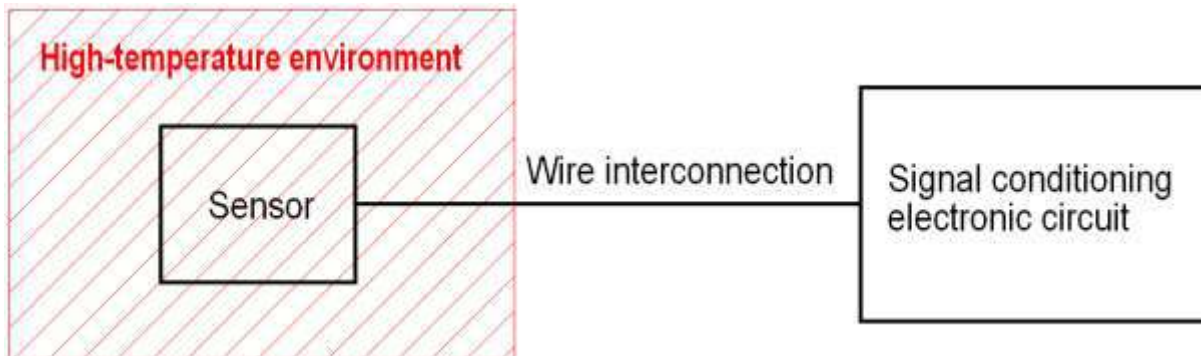 High-temperature environment
Sensor
Wire interconnection
Signal conditioning
electronic circuit